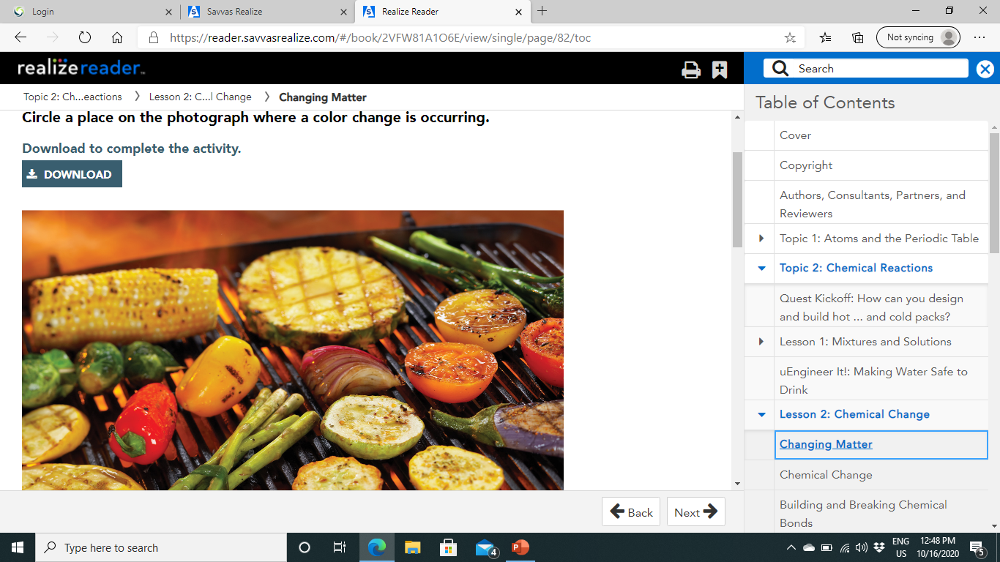 Login
Savvas Realize
Realize Reader
https://reader.savvasrealize.com/#/book/2VFW81A1O6E/view/single/page/82/toc
Not syncing
realizereader™
Search
Topic 2: Ch...eactions
Lesson 2: C...l Change
Changing Matter
Circle a place on the photograph where a color change is occurring.
Download to complete the activity.
DOWNLOAD
Back
Next
Table of Contents
Cover
Copyright
Authors, Consultants, Partners, and
Reviewers
Topic 1: Atoms and the Periodic Table
Topic 2: Chemical Reactions
Quest Kickoff: How can you design
and build hot ... and cold packs?
Lesson 1: Mixtures and Solutions
uEngineer It!: Making Water Safe to
Drink
Lesson 2: Chemical Change
Changing Matter
Chemical Change
Building and Breaking Chemical
Bonds
Type here to search
4
P
ENG
US
12:48 PM
10/16/2020
5